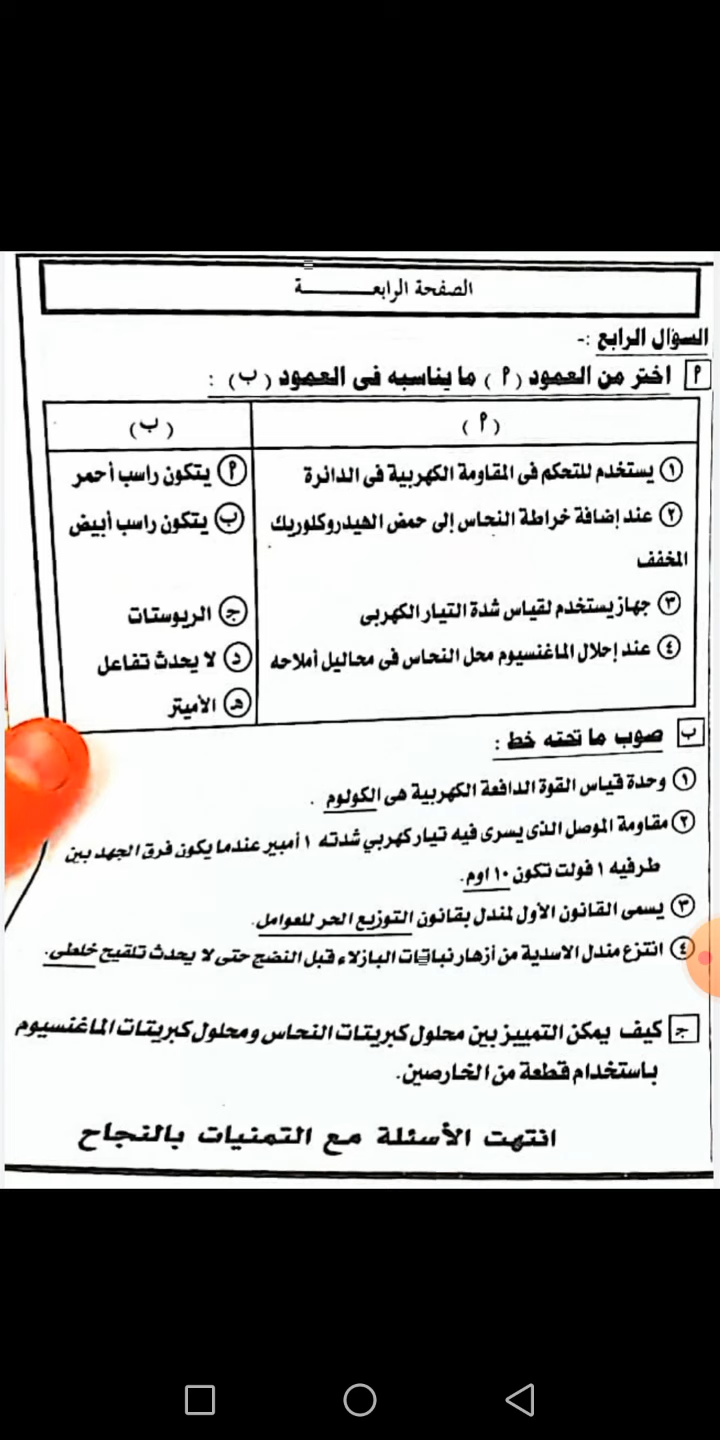 الصفحة الرابعـــــــــة
السؤال الرابع :-
أ اختر من العمود (أ) ما يناسبه فى العمود (ب) :
(أ) (ب)
١ يستخدم للتحكم فى المقاومة الكهربية فى الدائرة أ يتكون راسب أحمر
٢ عند إضافة خراطة النحاس إلى حمض الهيدروكلوريك ب يتكون راسب أبيض
المخفف
٣ جهاز يستخدم لقياس شدة التيار الكهربى ج الريوستات
٤ عند إحلال الماغنسيوم محل النحاس فى محاليل أملاحه د لا يحدث تفاعل
هـ الأميتر
ب صوب ما تحته خط :
١ وحدة قياس القوة الدافعة الكهربية هى الكولوم .
٢ مقاومة الموصل الذى يسرى فيه تيار كهربي شدته ١ أمبير عندما يكون فرق الجهد بين
طرفيه ١ فولت تكون ١٠ اوم.
٣ يسمى القانون الأول لمندل بقانون التوزيع الحر للعوامل.
٤ انتزع مندل الاسدية من أزهار نباتات البازلاء قبل النضج حتى لا يحدث تلقيح خلطى.
ج كيف يمكن التمييز بين محلول كبريتات النحاس ومحلول كبريتات الماغنسيوم
باستخدام قطعة من الخارصين.
انتهت الأسئلة مع التمنيات بالنجاح